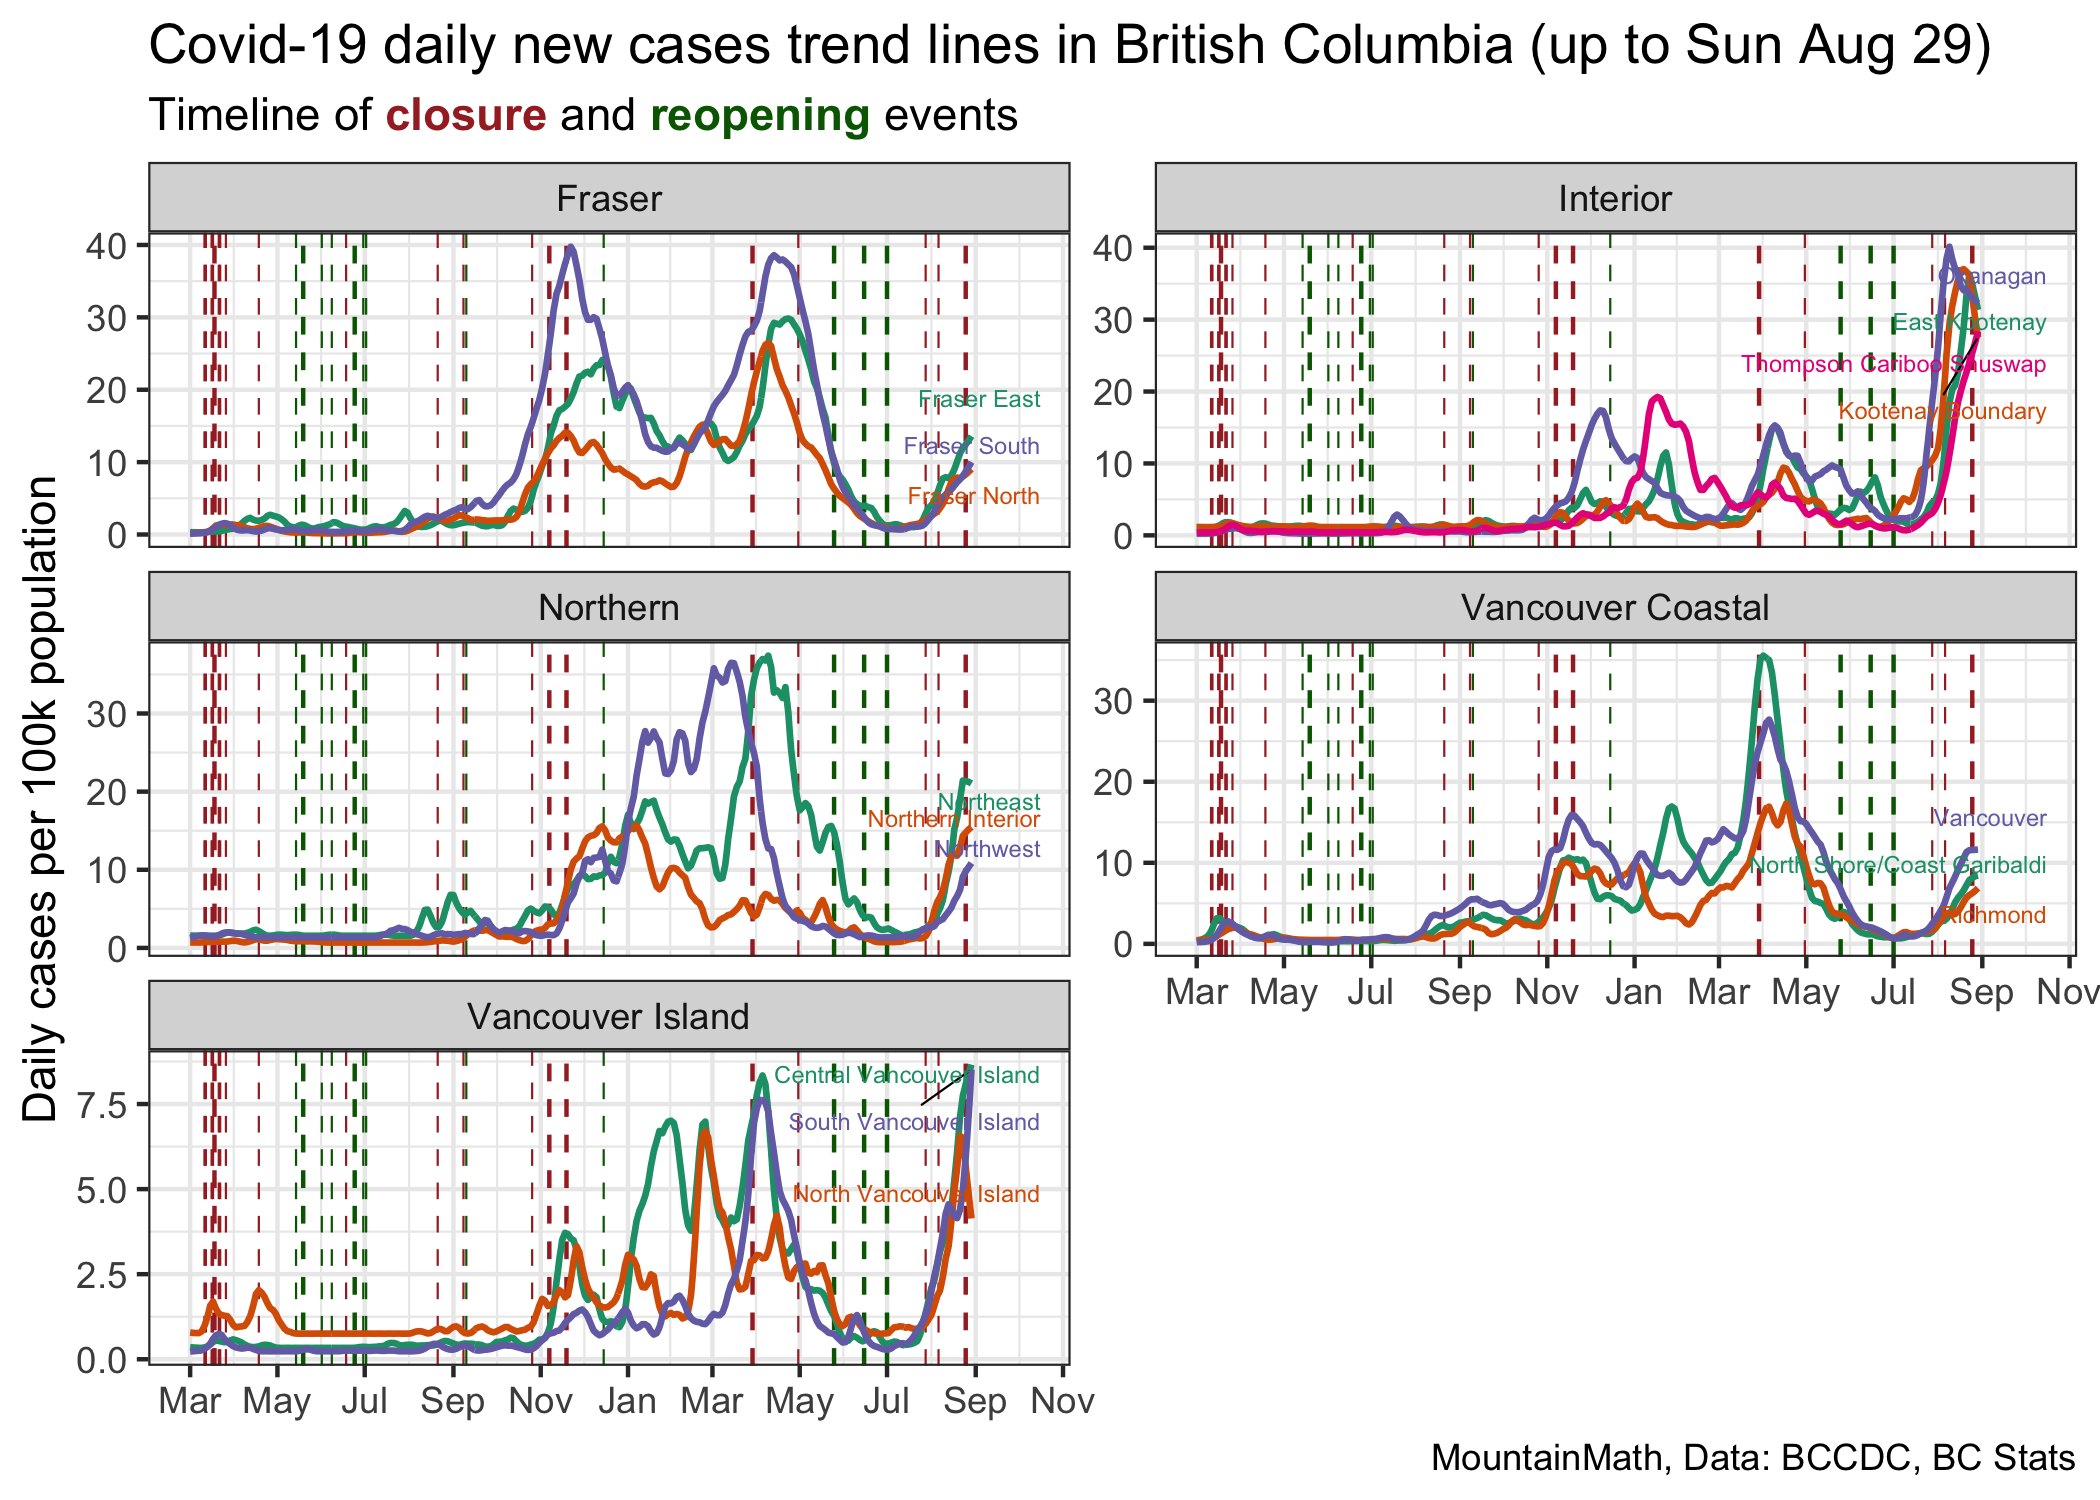 Covid-19 daily new cases trend lines in British Columbia (up to Sun Aug 29)
Timeline of closure and reopening events
Daily cases per 100k population
Fraser
40
30
20
10
0
Fraser East
Fraser South
Fraser North
Interior
40
30
20
10
0
Okanagan
East Kootenay
Thompson Cariboo Shuswap
Kootenay Boundary
Northern
30
20
10
0
Northeast
Northern Interior
Northwest
Vancouver Coastal
30
20
10
0
Vancouver
North Shore/Coast Garibaldi
Richmond
Mar May Jul Sep Nov Jan Mar May Jul Sep Nov
Vancouver Island
7.5
5.0
2.5
0.0
Central Vancouver Island
South Vancouver Island
North Vancouver Island
Mar May Jul Sep Nov Jan Mar May Jul Sep Nov
MountainMath, Data: BCCDC, BC Stats